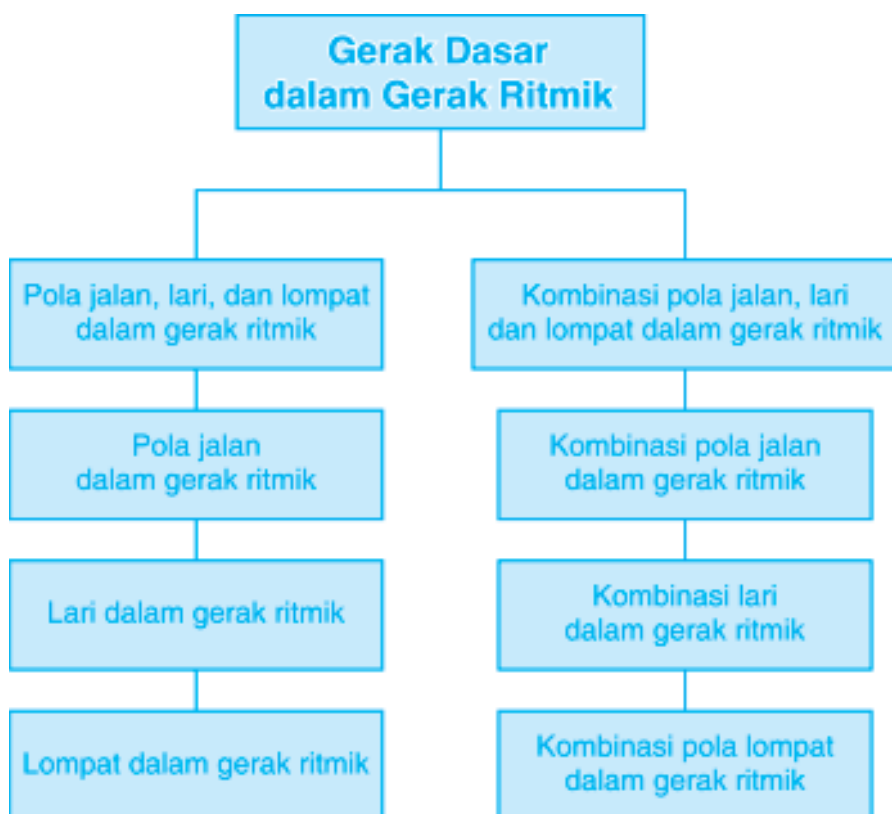 Gerak Dasar
dalam Gerak Ritmik
Pola jalan, lari, dan lompat
dalam gerak ritmik
Pola jalan
dalam gerak ritmik
Lari dalam gerak ritmik
Lompat dalam gerak ritmik
Kombinasi pola jalan, lari
dan lompat dalam gerak ritmik
Kombinasi pola jalan
dalam gerak ritmik
Kombinasi lari
dalam gerak ritmik
Kombinasi pola lompat
dalam gerak ritmik